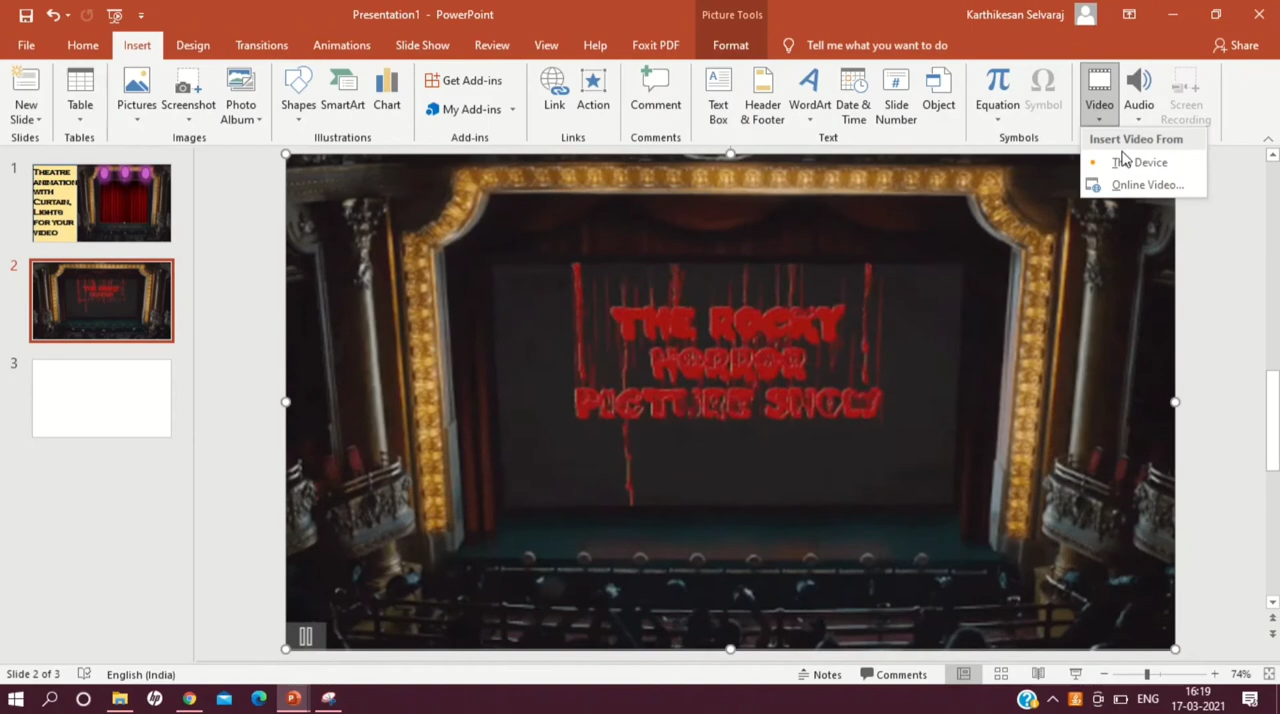 Presentation1 - PowerPoint
Picture Tools
Karthikesan Selvaraj
File Home Insert Design Transitions Animations Slide Show Review View Help Foxit PDF Format Tell me what you want to do Share
New Slide
Table
Pictures
Screenshot
Photo Album
Shapes
SmartArt
Chart
Get Add-ins
My Add-ins
Link
Action
Comment
Text Box
Header & Footer
WordArt
Date & Time
Slide Number
Object
Equation
Symbol
Video
Audio
Screen Recording
Slides Tables Images Illustrations Add-ins Links Comments Text Symbols
Insert Video From
Device
Online Video...
1
THEATRE
ANIMATION
WITH
CURTAIN,
LIGHTS
FOR YOUR
VIDEO
2
THE ROCKY
HORROR
3
THE ROCKY
HORROR
PICTURE SHOW
Slide 2 of 3
English (India)
Notes
Comments
74%
ENG
16:19
17-03-2021